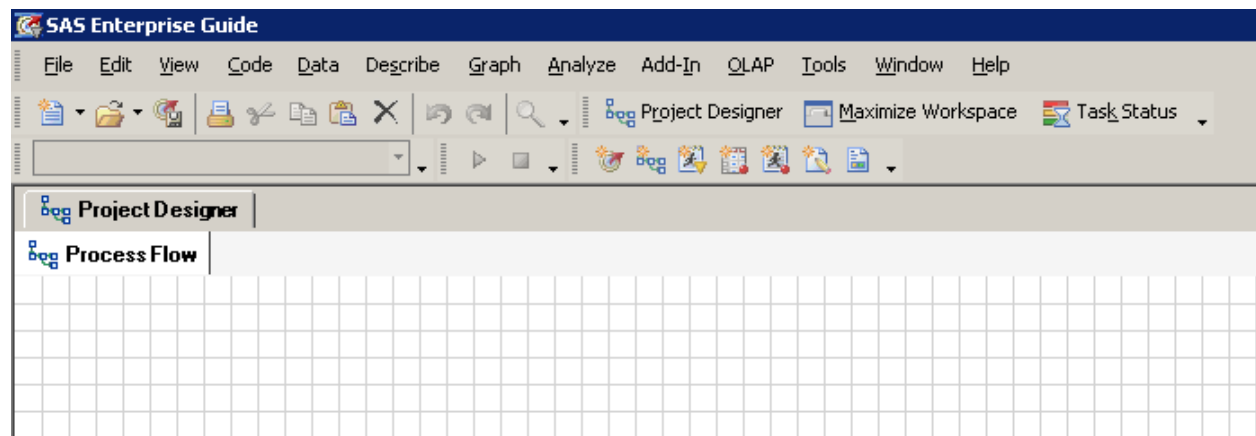 SAS Enterprise Guide
File Edit View Code Data Describe Graph Analyze Add-In OLAP Tools Window Help
Project Designer Maximize Workspace Task Status
Project Designer
Process Flow